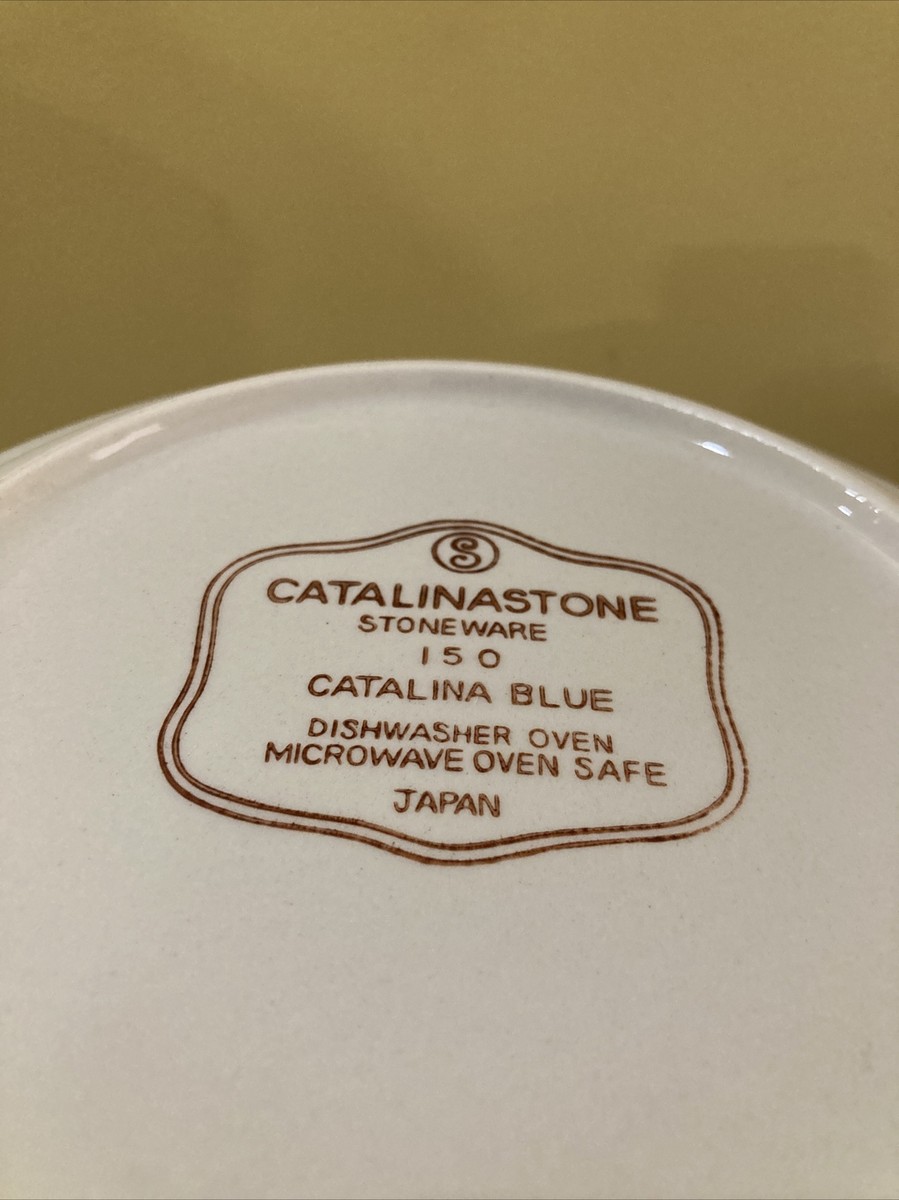 S
CATALINASTONE
STONEWARE
150
CATALINA BLUE
DISHWASHER OVEN
MICROWAVE OVEN SAFE
JAPAN